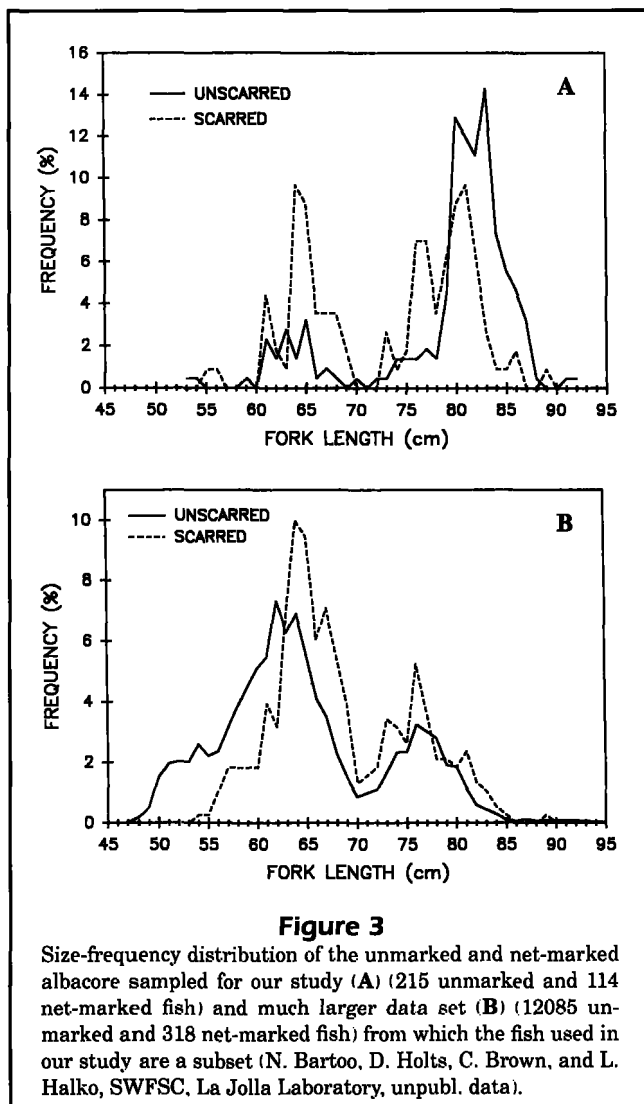 16
14
12
10
8
6
4
2
0
FREQUENCY (%)
UNSCARRED
SCARRED
A
45 50 55 60 65 70 75 80 85 90 95
FORK LENGTH (cm)
10
8
6
4
2
0
FREQUENCY (%)
UNSCARRED
SCARRED
B
45 50 55 60 65 70 75 80 85 90 95
FORK LENGTH (cm)
Figure 3
Size-frequency distribution of the unmarked and net-marked
albacore sampled for our study (A) (215 unmarked and 114
net-marked fish) and much larger data set (B) (12085 un-
marked and 318 net-marked fish) from which the fish used in
our study are a subset (N. Bartoo, D. Holts, C. Brown, and L.
Halko, SWFSC, La Jolla Laboratory, unpubl. data).